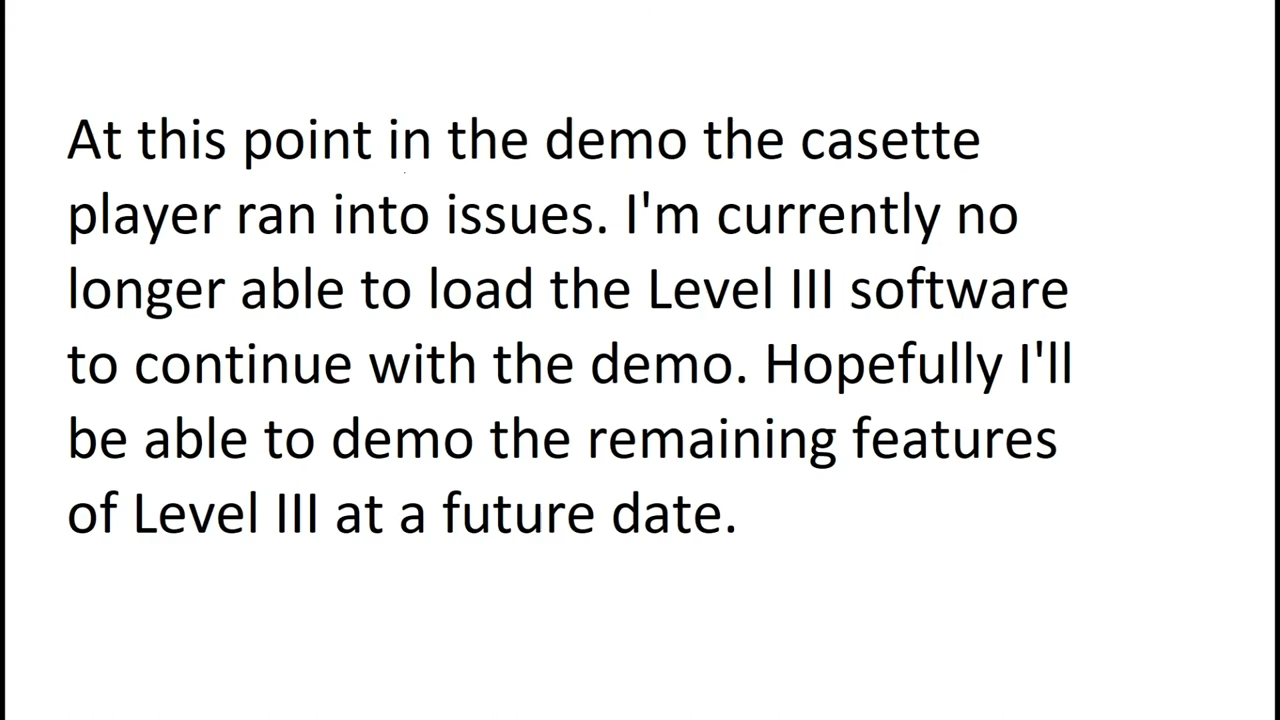 At this point in the demo the casette
player ran into issues. I'm currently no
longer able to load the Level III software
to continue with the demo. Hopefully I'll
be able to demo the remaining features
of Level III at a future date.